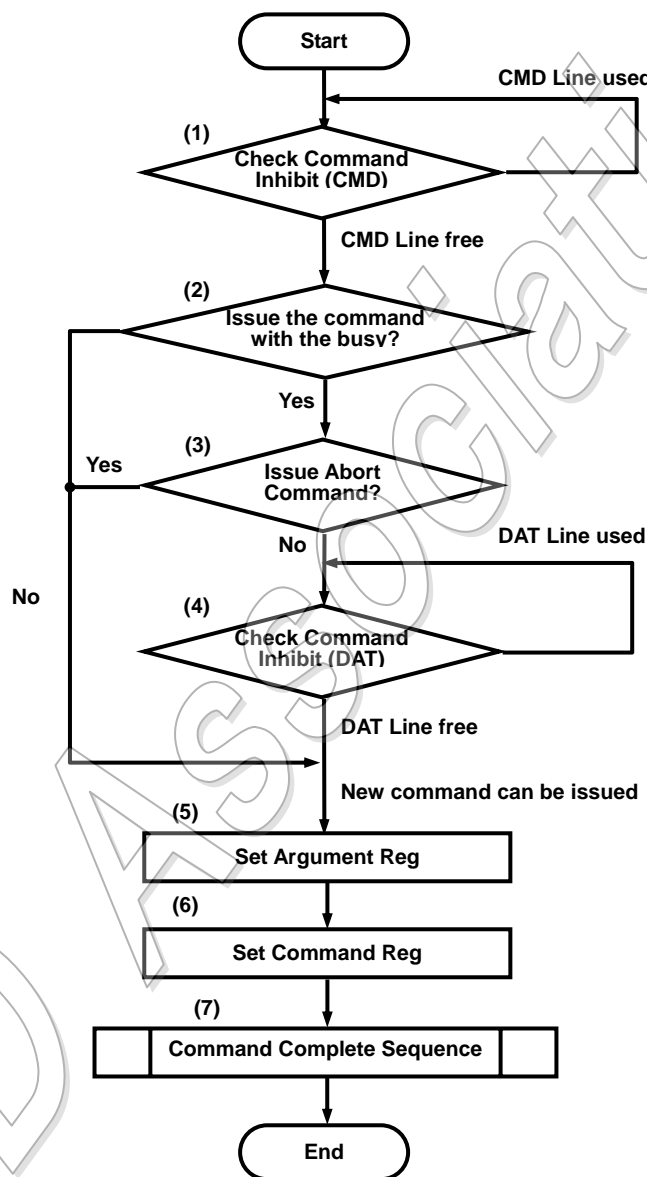 Start
CMD Line used
(1)
Check Command
Inhibit (CMD)
CMD Line free
(2)
Issue the command
with the busy?
Yes
(3)
Yes
Issue Abort
Command?
No
DAT Line used
No
(4)
Check Command
Inhibit (DAT)
DAT Line free
New command can be issued
(5)
Set Argument Reg
(6)
Set Command Reg
(7)
Command Complete Sequence
End
D Associati